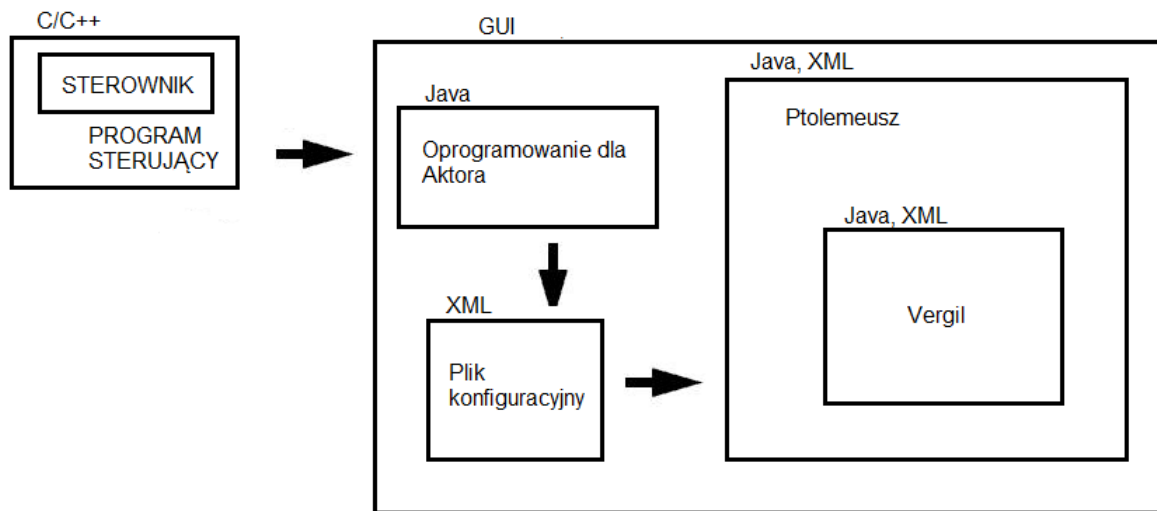 C/C++
STEROWNIK
PROGRAM
STERUJĄCY
GUI
Java
Oprogramowanie dla
Aktora
XML
Plik
konfiguracyjny
Java, XML
Ptolemeusz
Java, XML
Vergil